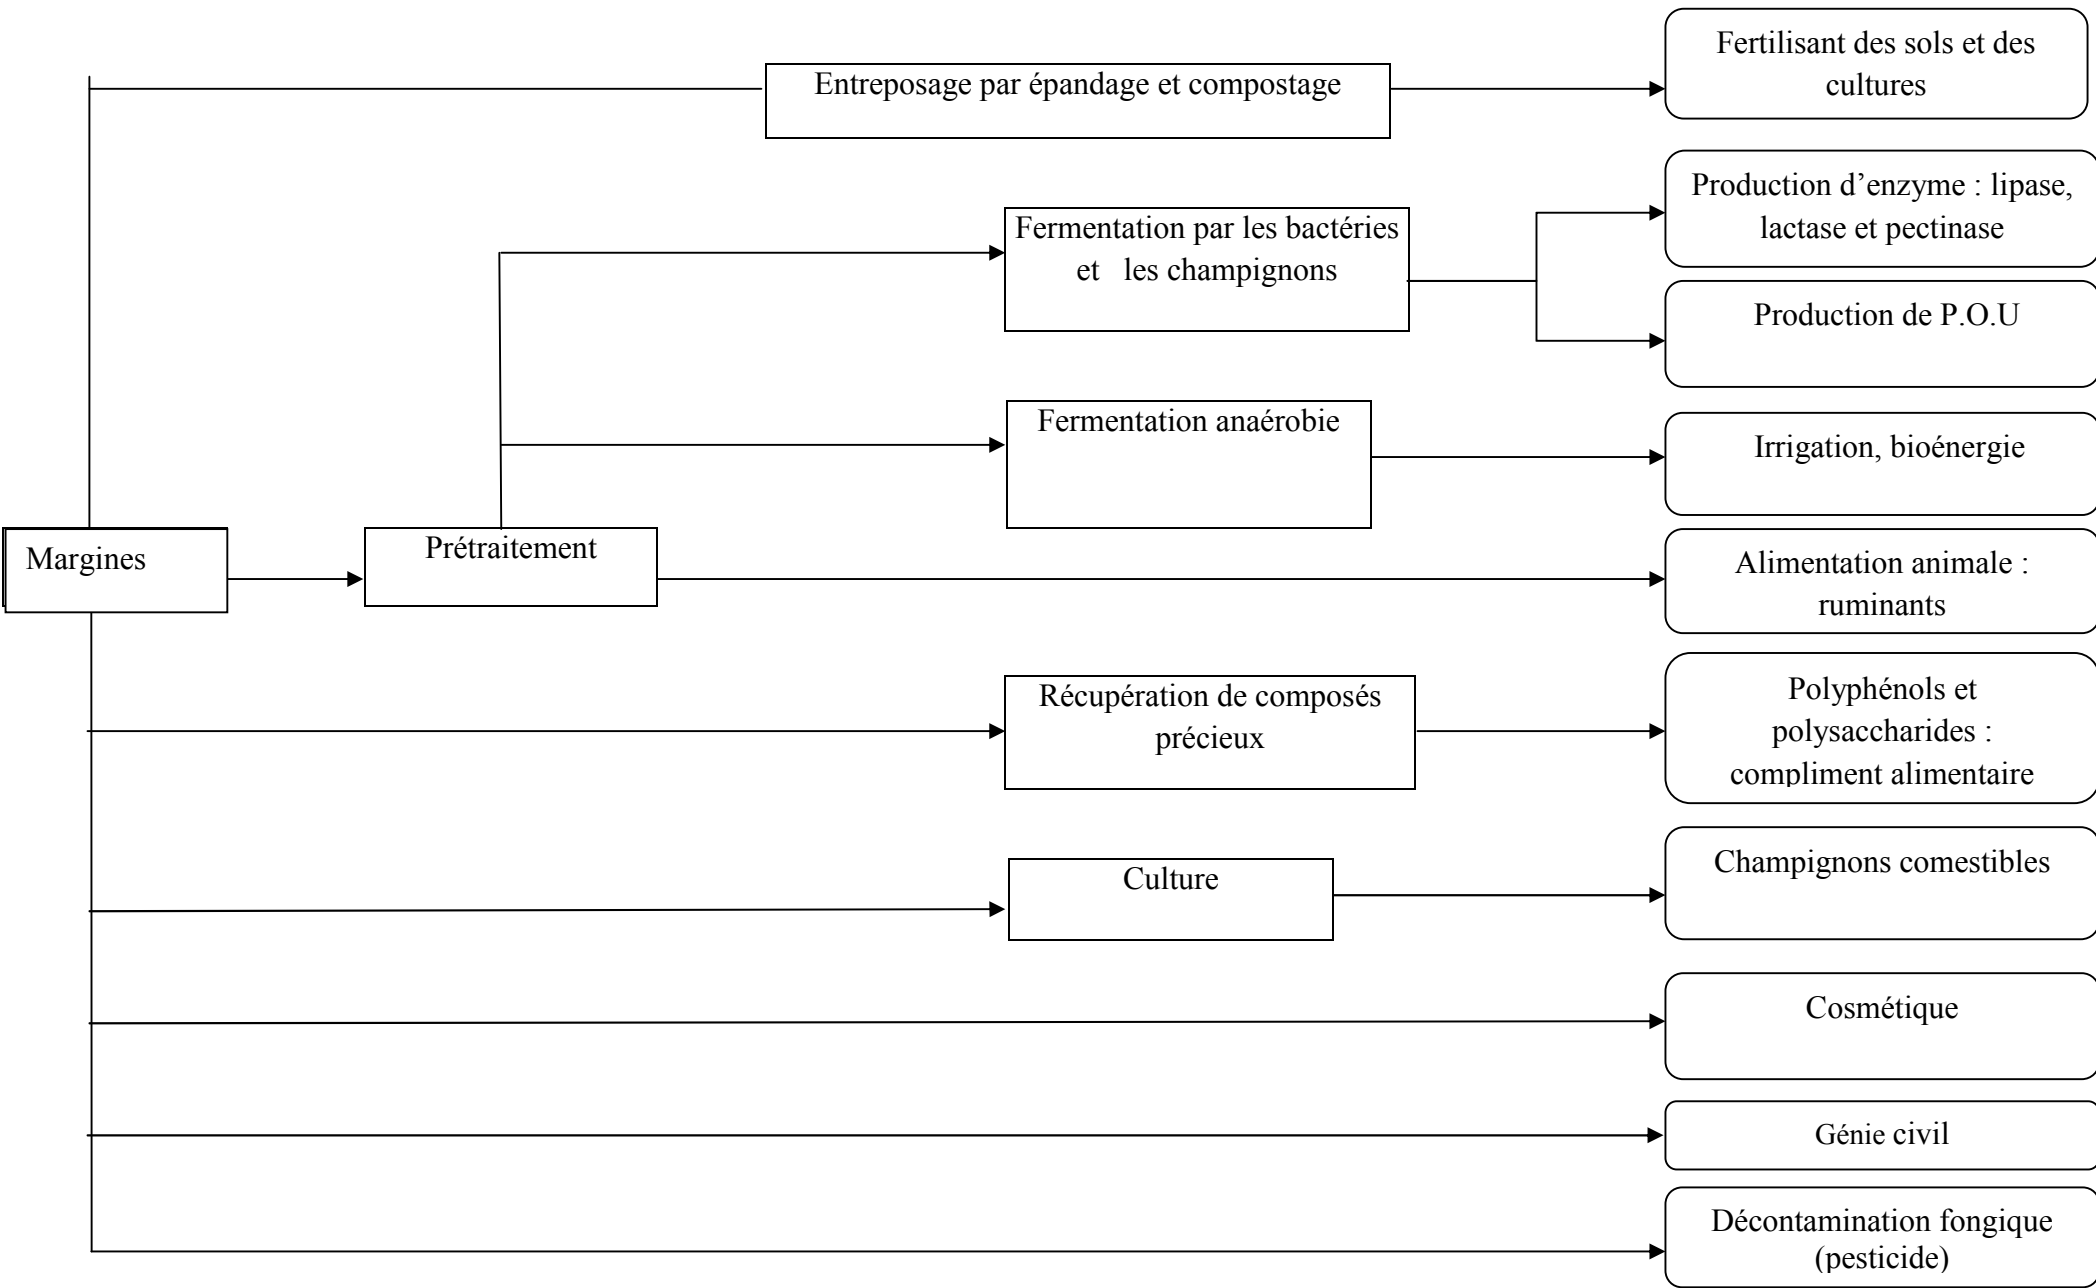 Fertilisant des sols et des
cultures
Entreposage par épandage et compostage
Production d’enzyme : lipase,
lactase et pectinase
Fermentation par les bactéries
et les champignons
Production de P.O.U
Fermentation anaérobie
Irrigation, bioénergie
Margines
Prétraitement
Alimentation animale :
ruminants
Récupération de composés
précieux
Polyphénols et
polysaccharides :
compliment alimentaire
Culture
Champignons comestibles
Cosmétique
Génie civil
Décontamination fongique
(pesticide)